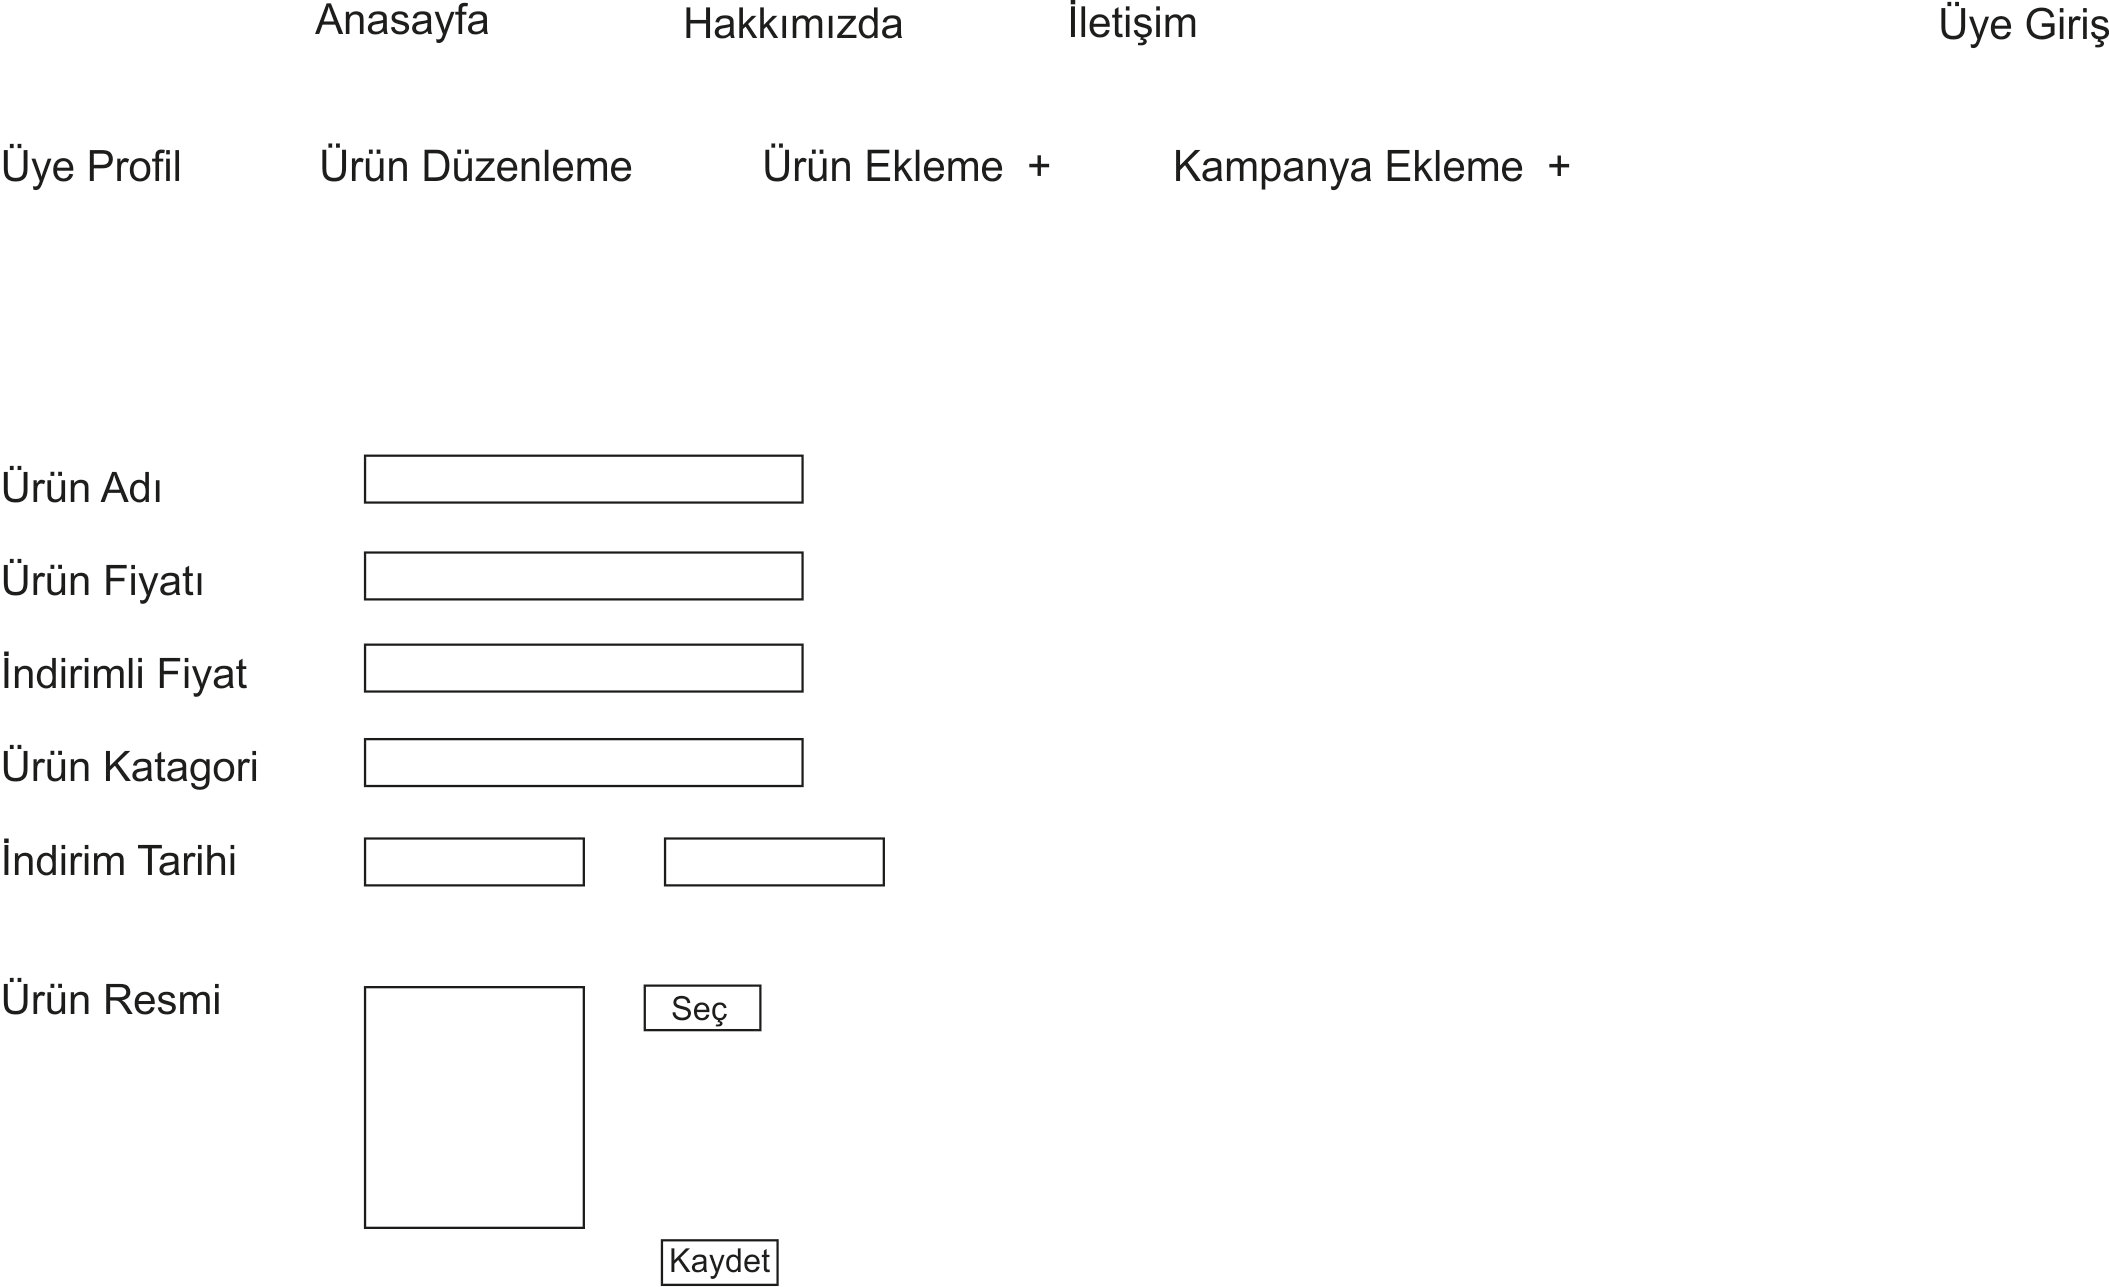 Anasayfa Hakkımızda İletişim Üye Giriş
Üye Profil Ürün Düzenleme Ürün Ekleme + Kampanya Ekleme +
Ürün Adı
Ürün Fiyatı
İndirimli Fiyat
Ürün Katagori
İndirim Tarihi
Ürün Resmi Seç
Kaydet